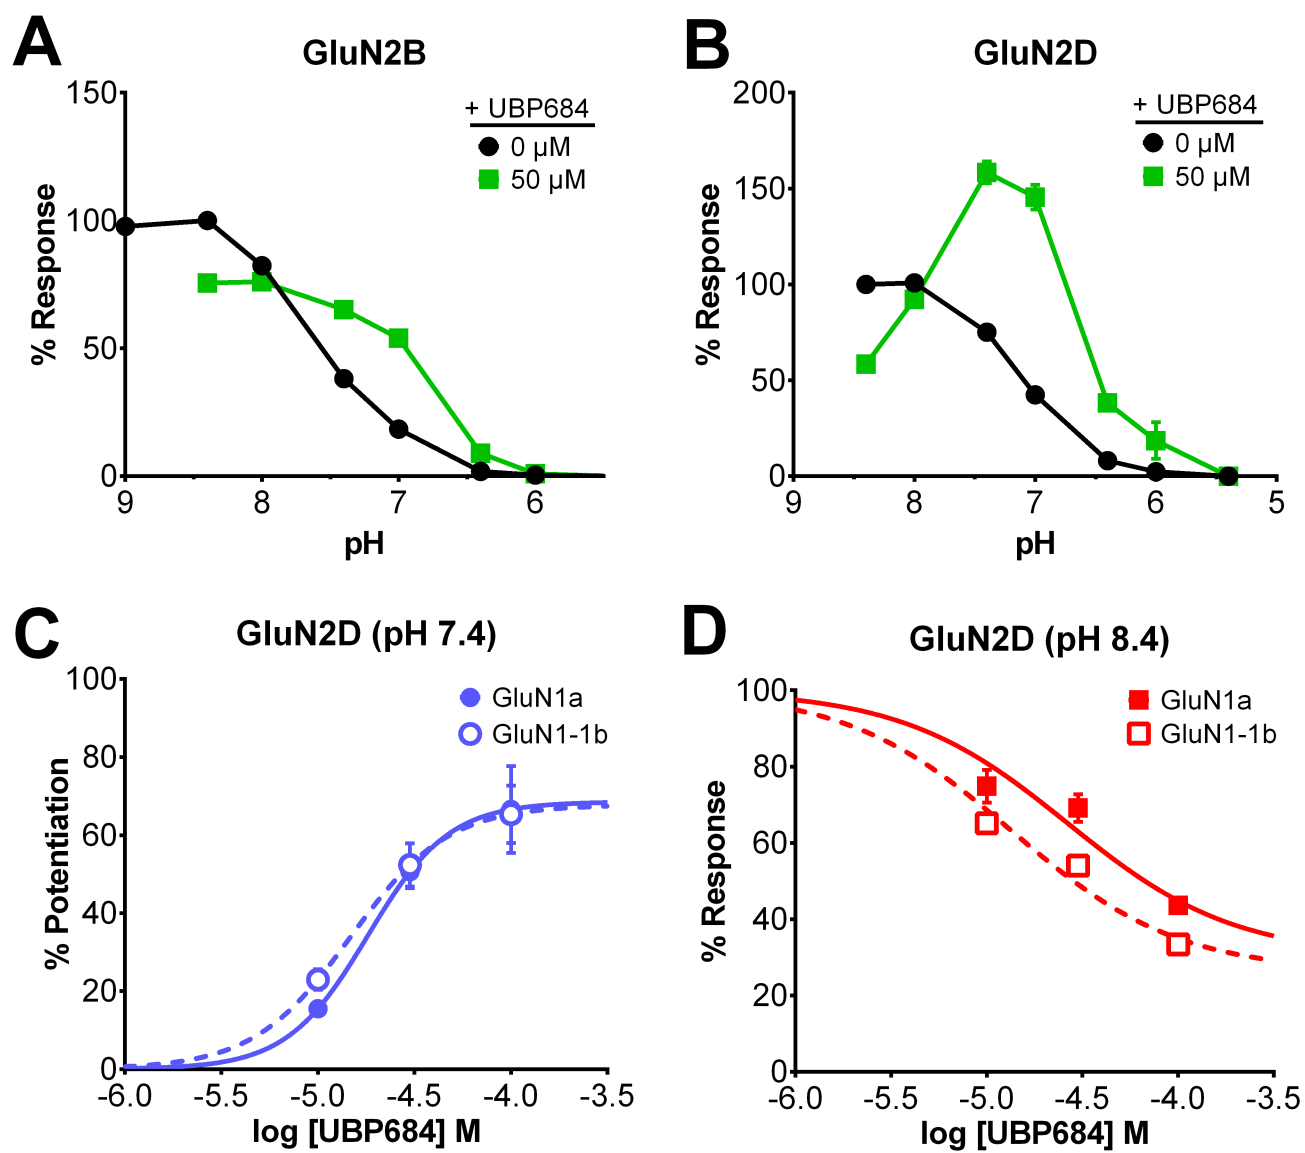 A
GluN2B
150
100
50
0
% Response
+ UBP684
0 µM
50 µM
9
8
7
6
pH
B
GluN2D
200
150
100
50
0
% Response
+ UBP684
0 µM
50 µM
9
8
7
6
5
pH
C
GluN2D (pH 7.4)
100
80
60
40
20
0
% Potentiation
GluN1a
GluN1-1b
-6.0
-5.5
-5.0
-4.5
-4.0
-3.5
log [UBP684] M
D
GluN2D (pH 8.4)
100
80
60
40
20
0
% Response
GluN1a
GluN1-1b
-6.0
-5.5
-5.0
-4.5
-4.0
-3.5
log [UBP684] M